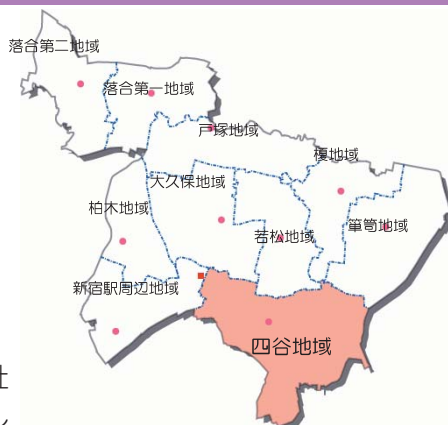 落合第二地域
落合第一地域
戸塚地域
榎地域
大久保地域
柏木地域
若松地域
箪笥地域
新宿駅周辺地域
四谷地域
社